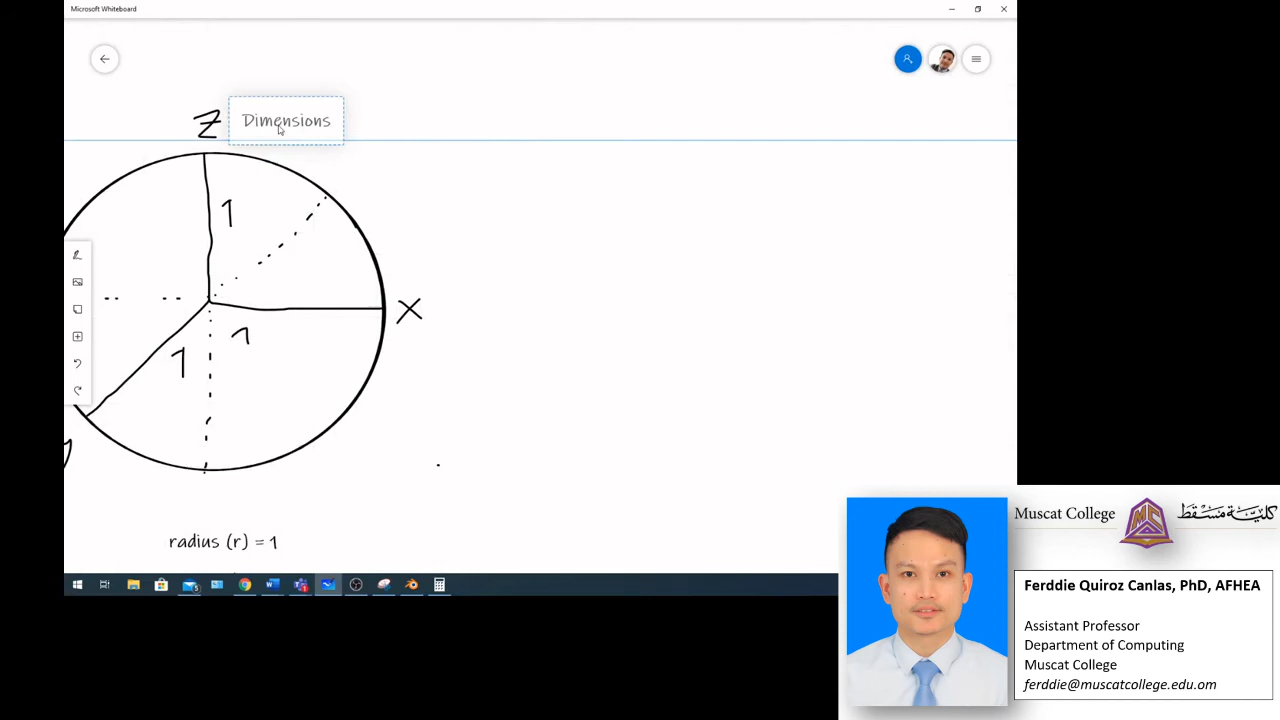 Microsoft Whiteboard
Z
Dimensions
1
X
1
1
y
radius (r) = 1
Muscat College
كلية مسقط
Ferddie Quiroz Canlas, PhD, AFHEA
Assistant Professor
Department of Computing
Muscat College
ferddie@muscatcollege.edu.om